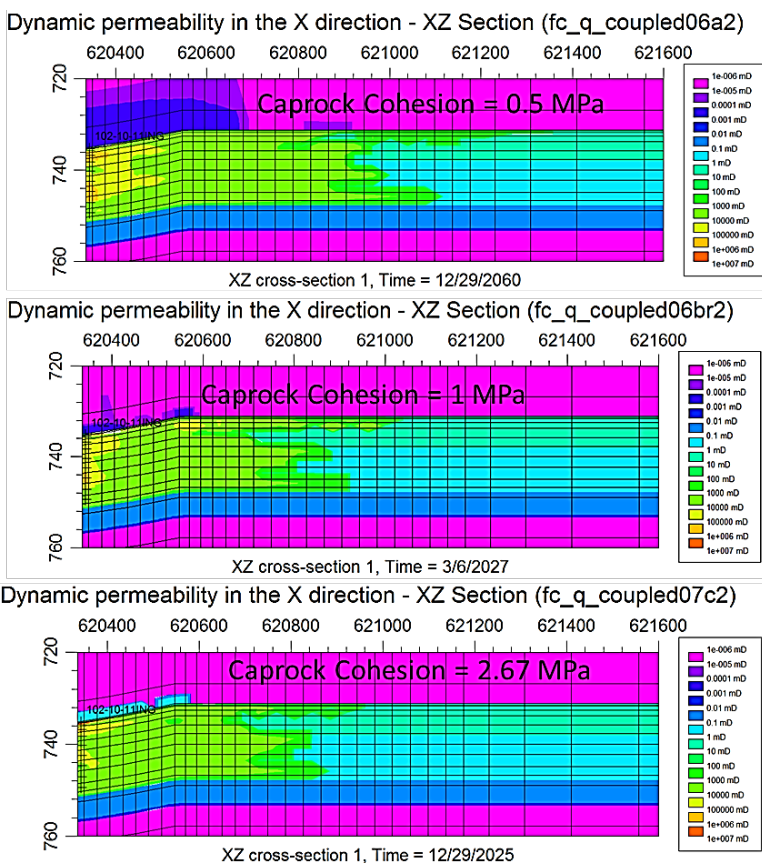 Dynamic permeability in the X direction - XZ Section (fc_q_coupled06a2)
620400 620600 620800 621000 621200 621400 621600
720
740
760
Caprock Cohesion = 0.5 MPa
102-10-11ING
1e-006 mD
1e-005 mD
0.0001 mD
0.001 mD
0.01 mD
0.1 mD
1 mD
10 mD
100 mD
1000 mD
10000 mD
100000 mD
1e+006 mD
1e+007 mD
XZ cross-section 1, Time = 12/29/2060
Dynamic permeability in the X direction - XZ Section (fc_q_coupled06br2)
620400 620600 620800 621000 621200 621400 621600
720
740
760
Caprock Cohesion = 1 MPa
102-10-11ING
1e-006 mD
1e-005 mD
0.0001 mD
0.001 mD
0.01 mD
0.1 mD
1 mD
10 mD
100 mD
1000 mD
10000 mD
100000 mD
1e+006 mD
1e+007 mD
XZ cross-section 1, Time = 3/6/2027
Dynamic permeability in the X direction - XZ Section (fc_q_coupled07c2)
620400 620600 620800 621000 621200 621400 621600
720
740
760
Caprock Cohesion = 2.67 MPa
102-10-11ING
1e-006 mD
1e-005 mD
0.0001 mD
0.001 mD
0.01 mD
0.1 mD
1 mD
10 mD
100 mD
1000 mD
10000 mD
100000 mD
1e+006 mD
1e+007 mD
XZ cross-section 1, Time = 12/29/2025